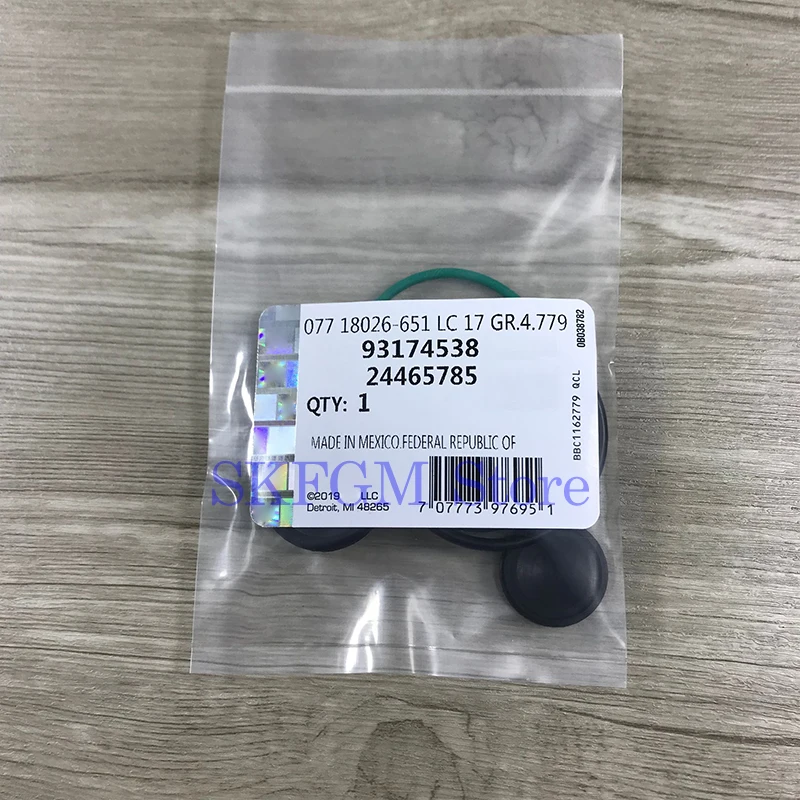 077 18026-651 LC 17 GR.4.779
93174538
24465785
QTY: 1
MADE IN MEXICO.FEDERAL REPUBLIC OF
©2019 LLC
Detroit, MI 48265
7 07773 97695 1
BBC1162779 QCL
0B038782
SKFGM Store